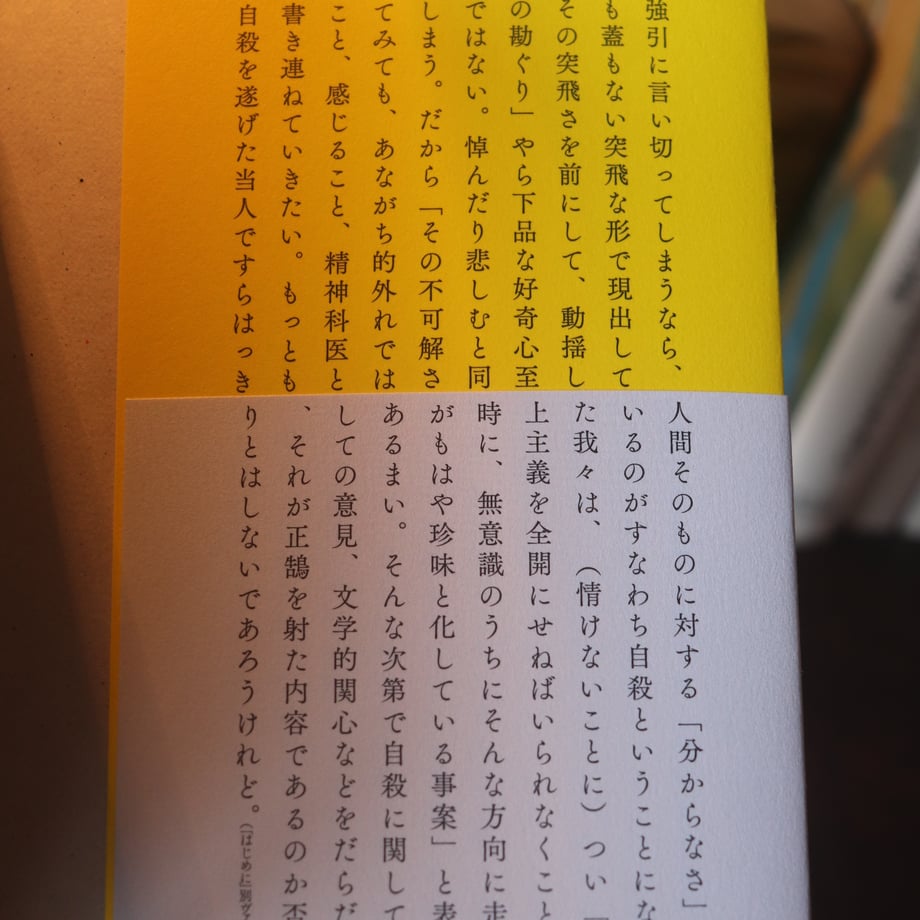 強引に言い切ってしまうなら、人間そのものに対する「分からなさ」
も蓋もない突飛な形で現出しているのがすなわち自殺ということにな
その突飛さを前にして、動揺した我々は、（情けないことに）つい「
の勘ぐり」やら下品な好奇心至上主義を全開にせねばいられなくこと
ではない。悼んだり悲しむと同時に、無意識のうちにそんな方向に走
しまう。だから「その不可解さがもはや珍味と化している事案」と表
てみても、あながち的外れではあるまい。そんな次第で自殺に関して
こと、感じること、精神科医としての意見、文学的関心などをだらだ
書き連ねていきたい。もっとも、それが正鵠を射た内容であるのか否
自殺を遂げた当人ですらはっきりとはしないであろうけれど。（「はじめに」別ヴァ